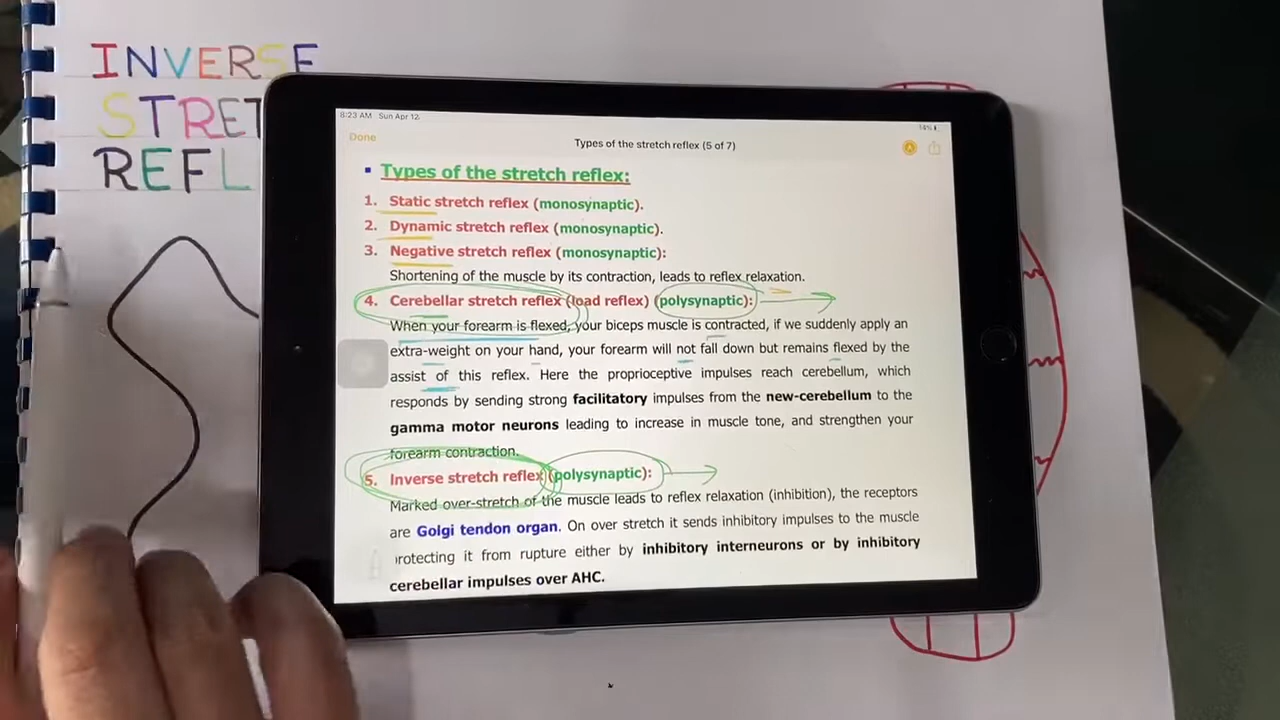 INVERSE
STRET
REFL
8:23 AM Sun Apr 12
14%
Done
Types of the stretch reflex (5 of 7)
▪ Types of the stretch reflex:
1. Static stretch reflex (monosynaptic).
2. Dynamic stretch reflex (monosynaptic).
3. Negative stretch reflex (monosynaptic):
Shortening of the muscle by its contraction, leads to reflex relaxation.
4. Cerebellar stretch reflex (load reflex) (polysynaptic):
When your forearm is flexed, your biceps muscle is contracted, if we suddenly apply an
extra-weight on your hand, your forearm will not fall down but remains flexed by the
assist of this reflex. Here the proprioceptive impulses reach cerebellum, which
responds by sending strong facilitatory impulses from the new-cerebellum to the
gamma motor neurons leading to increase in muscle tone, and strengthen your
forearm contraction.
5. Inverse stretch reflex (polysynaptic):
Marked over-stretch of the muscle leads to reflex relaxation (inhibition), the receptors
are Golgi tendon organ. On over stretch it sends inhibitory impulses to the muscle
rotecting it from rupture either by inhibitory interneurons or by inhibitory
cerebellar impulses over AHC.